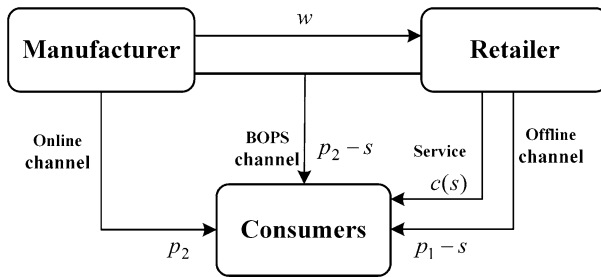 w
Manufacturer
Retailer
Online
channel
BOPS
channel
p₂ − s
Service
c(s)
Offline
channel
Consumers
p₂
p₁ − s